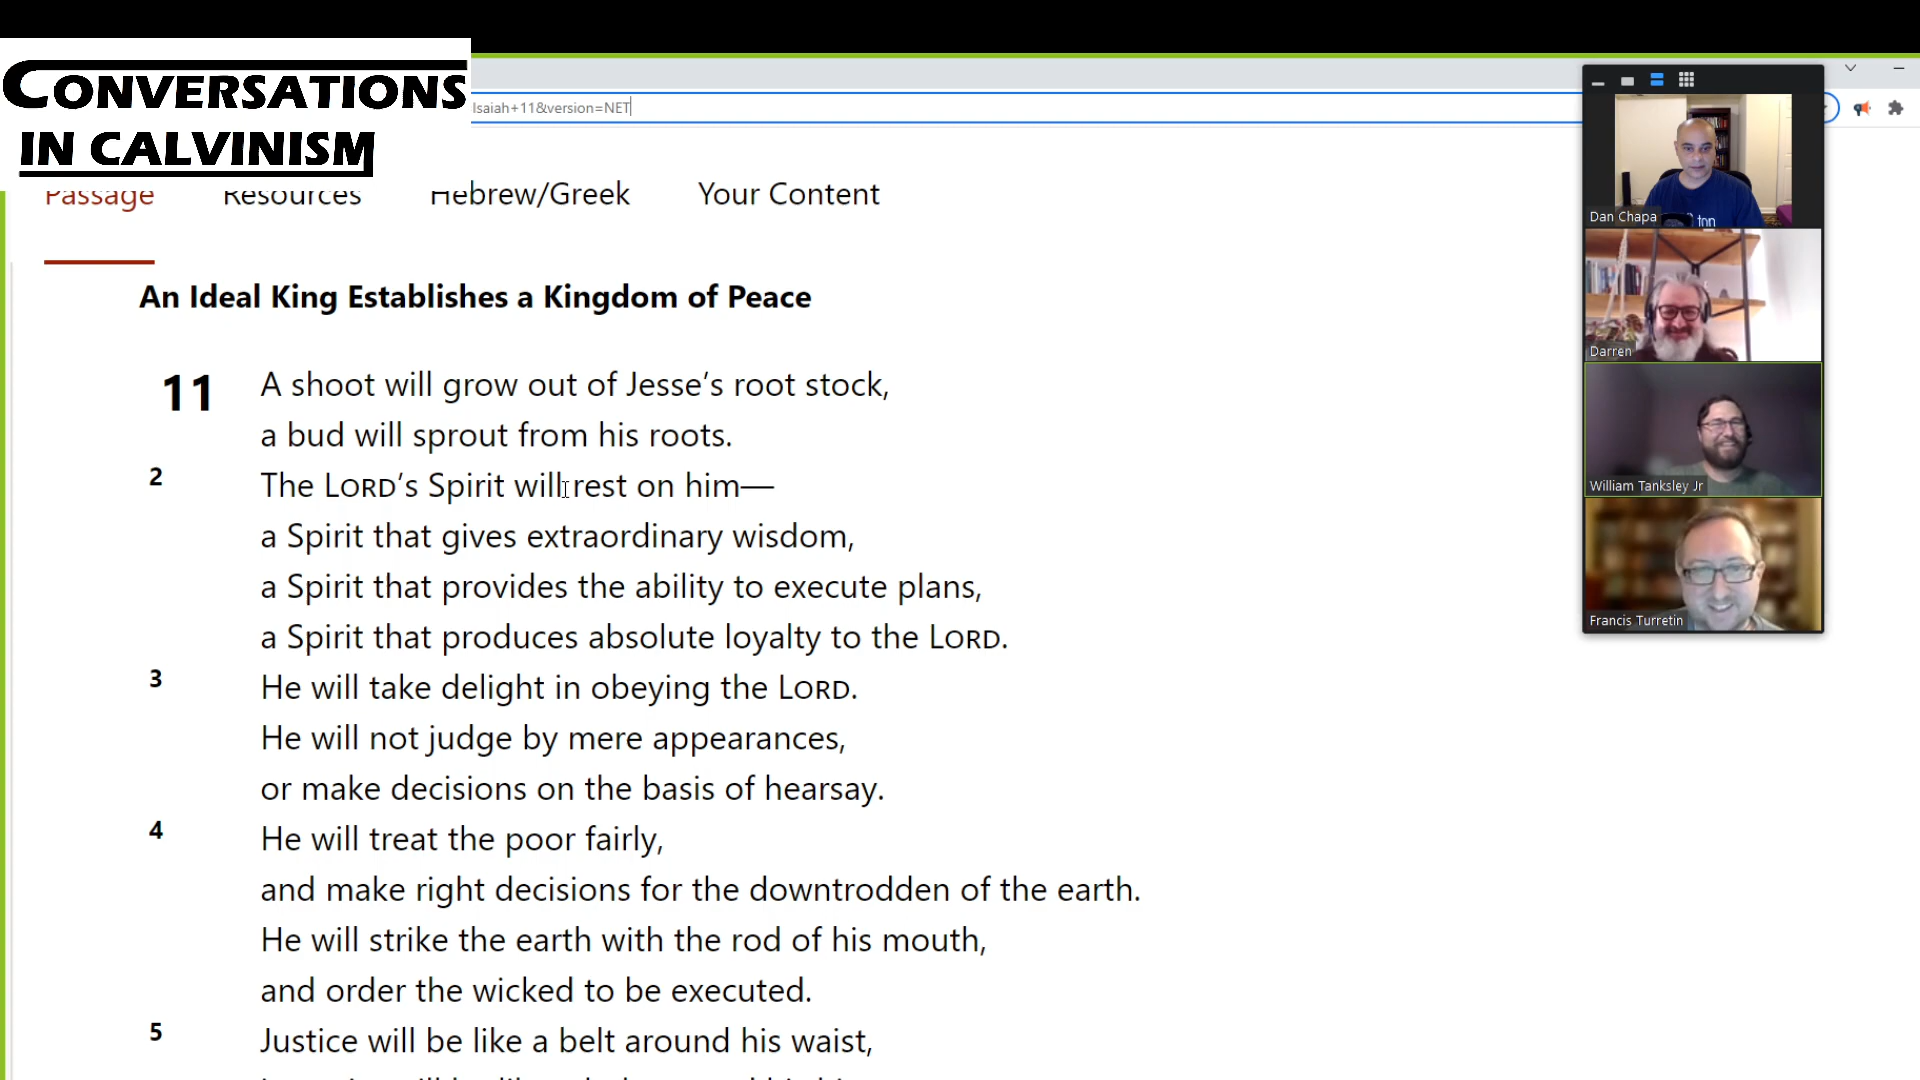 CONVERSATIONS
IN CALVINISM
Isaiah+11&version=NET
Passage Resources Hebrew/Greek Your Content
An Ideal King Establishes a Kingdom of Peace
11 A shoot will grow out of Jesse’s root stock,
a bud will sprout from his roots.
2 The LORD’s Spirit will rest on him—
a Spirit that gives extraordinary wisdom,
a Spirit that provides the ability to execute plans,
a Spirit that produces absolute loyalty to the LORD.
3 He will take delight in obeying the LORD.
He will not judge by mere appearances,
or make decisions on the basis of hearsay.
4 He will treat the poor fairly,
and make right decisions for the downtrodden of the earth.
He will strike the earth with the rod of his mouth,
and order the wicked to be executed.
5 Justice will be like a belt around his waist,
Dan Chapa
Darren
William Tanksley Jr
Francis Turretin